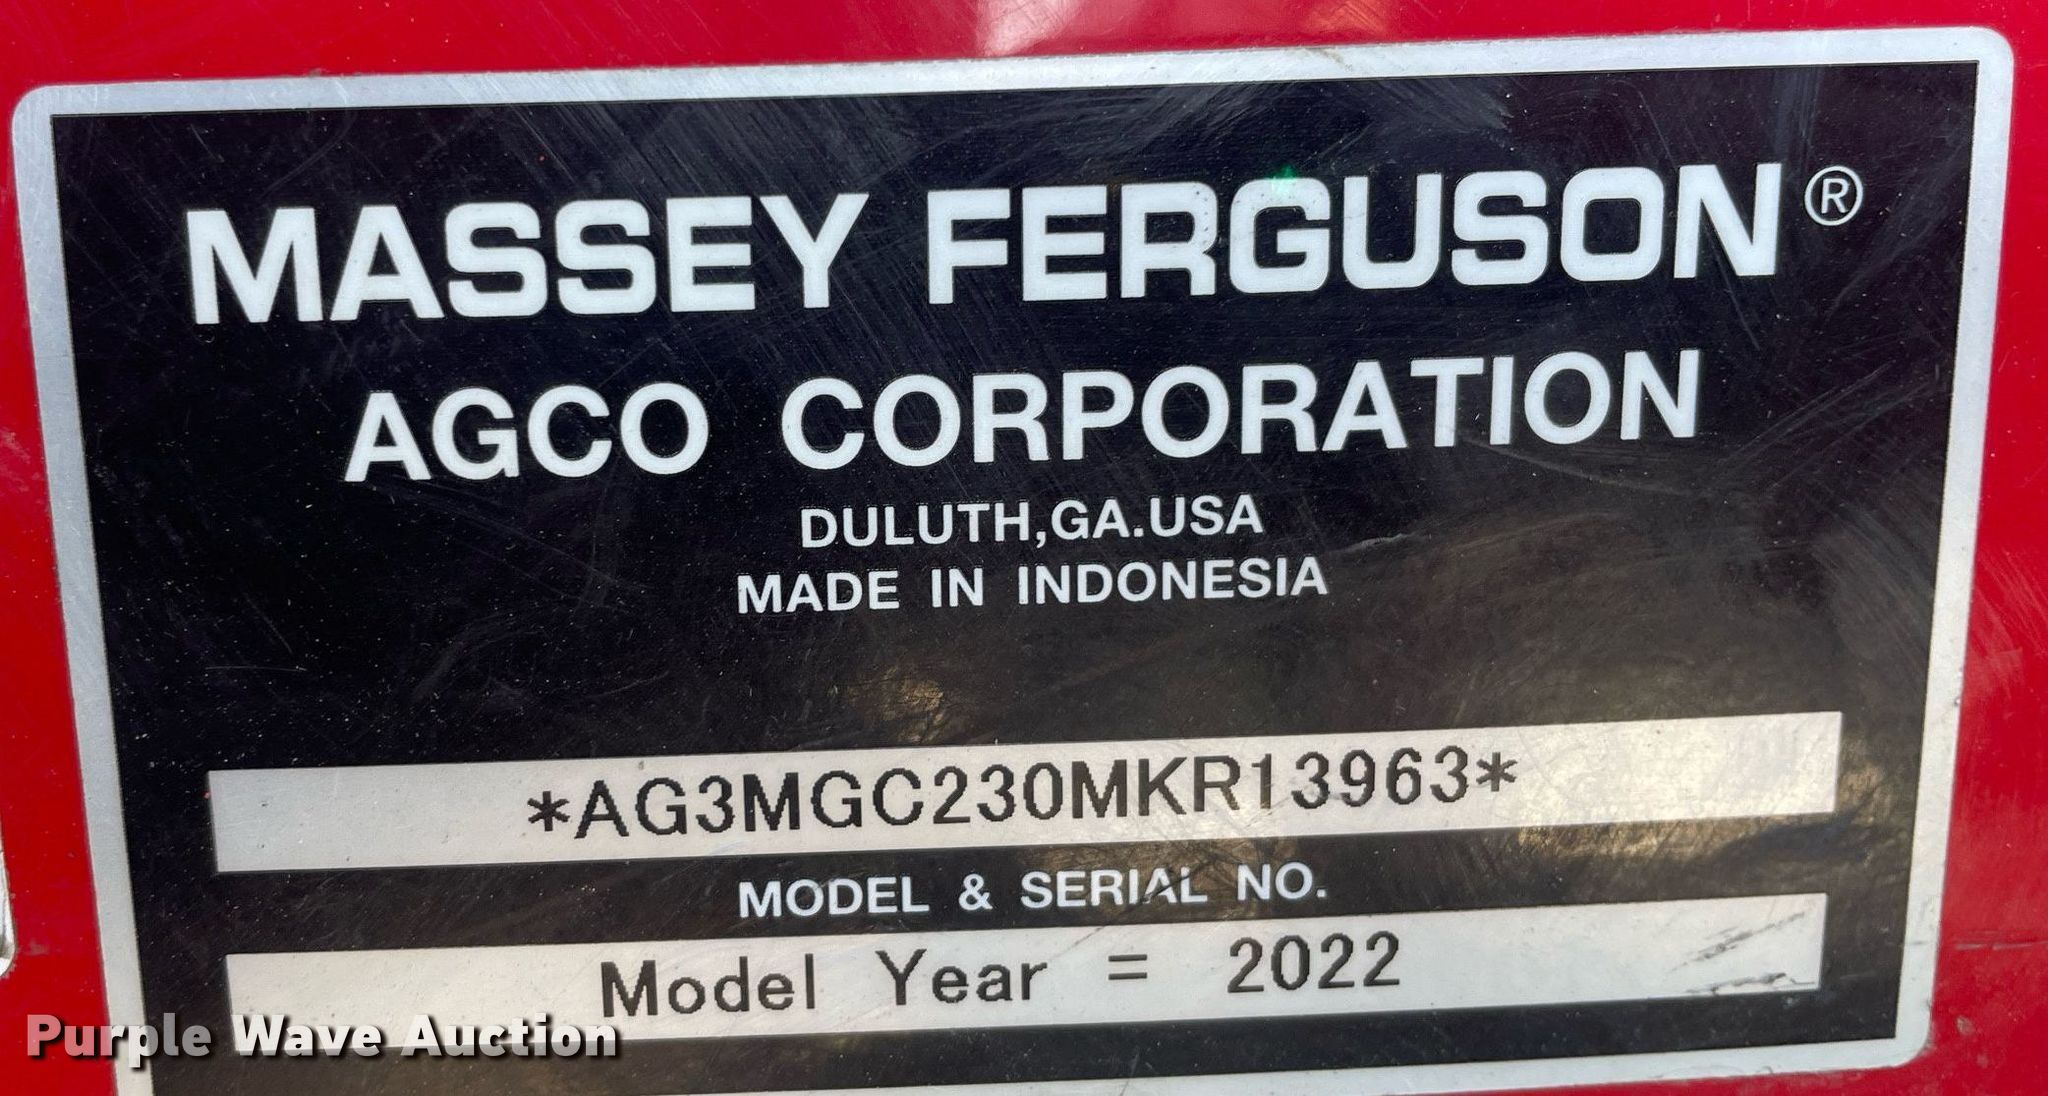 MASSEY FERGUSON®
AGCO CORPORATION
DULUTH,GA.USA
MADE IN INDONESIA
*AG3MGC230MKR13963*
MODEL & SERIAL NO.
Model Year = 2022
Purple Wave Auction